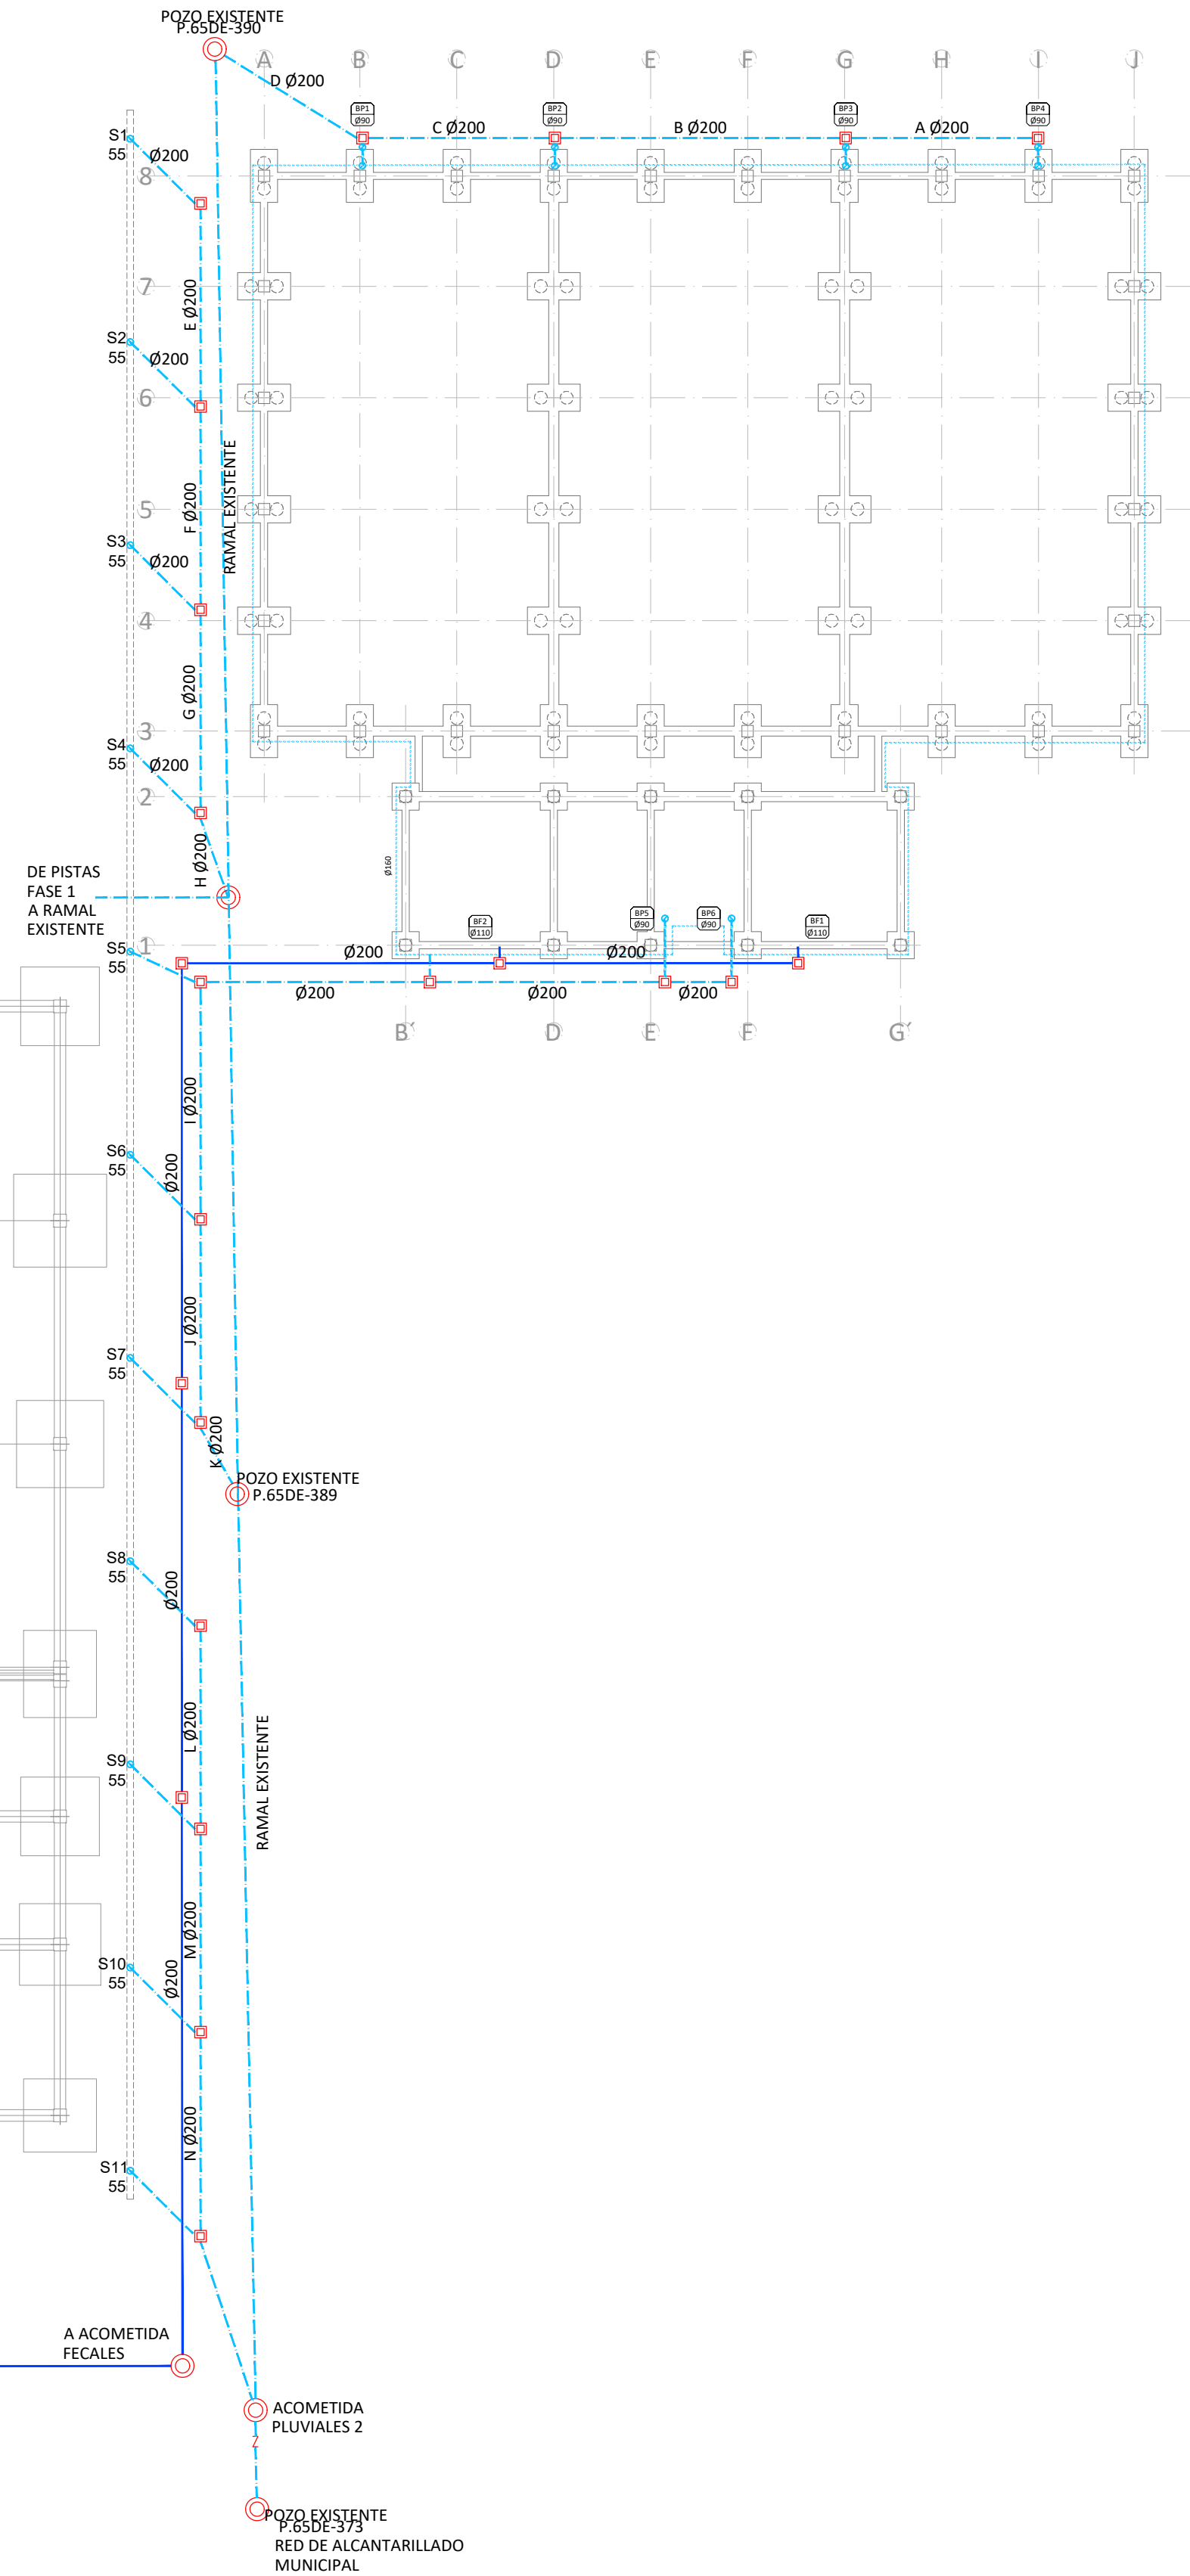 POZO EXISTENTE
P.65DE-390
A
B
C
D
E
F
G
H
I
J
D Ø200
BP1
Ø90
BP2
Ø90
BP3
Ø90
BP4
Ø90
C Ø200
B Ø200
A Ø200
S1
55
Ø200
8
7
E Ø200
S2
55
Ø200
6
RAMAL EXISTENTE
5
F Ø200
S3
55
Ø200
4
G Ø200
3
S4
55
Ø200
2
H Ø200
Ø160
DE PISTAS
FASE 1
A RAMAL
EXISTENTE
BF2
Ø110
BP5
Ø90
BP6
Ø90
BF1
Ø110
S5
55
1
Ø200
Ø200
Ø200
Ø200
Ø200
B'
D
E
F
G'
I Ø200
S6
55
Ø200
J Ø200
S7
55
K Ø200
POZO EXISTENTE
P.65DE-389
S8
55
Ø200
L Ø200
RAMAL EXISTENTE
S9
55
M Ø200
S10
55
Ø200
N Ø200
S11
55
A ACOMETIDA
FECALES
ACOMETIDA
PLUVIALES 2
Z
POZO EXISTENTE
P.65DE-373
RED DE ALCANTARILLADO
MUNICIPAL